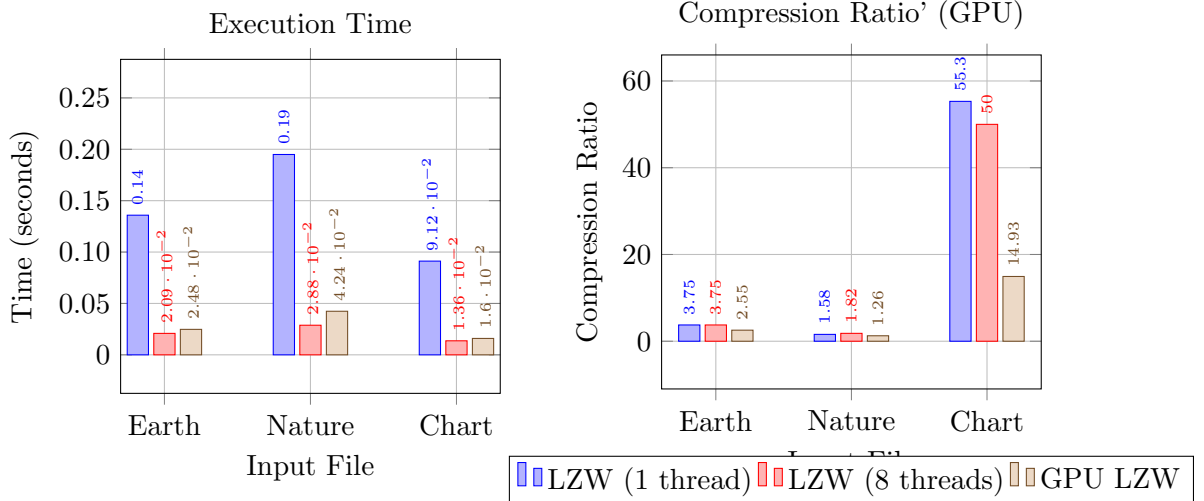 Execution Time
0.25
0.20
0.15
0.10
0.05
0
Time (seconds)
0.14
2.09 · 10⁻²
2.48 · 10⁻²
0.19
2.88 · 10⁻²
4.24 · 10⁻²
9.12 · 10⁻²
1.36 · 10⁻²
1.6 · 10⁻²
Earth Nature Chart
Input File
Compression Ratio' (GPU)
60
40
20
0
Compression Ratio
3.75
3.75
2.55
1.58
1.82
1.26
55.3
50
14.93
Earth Nature Chart
Input File
LZW (1 thread) LZW (8 threads) GPU LZW